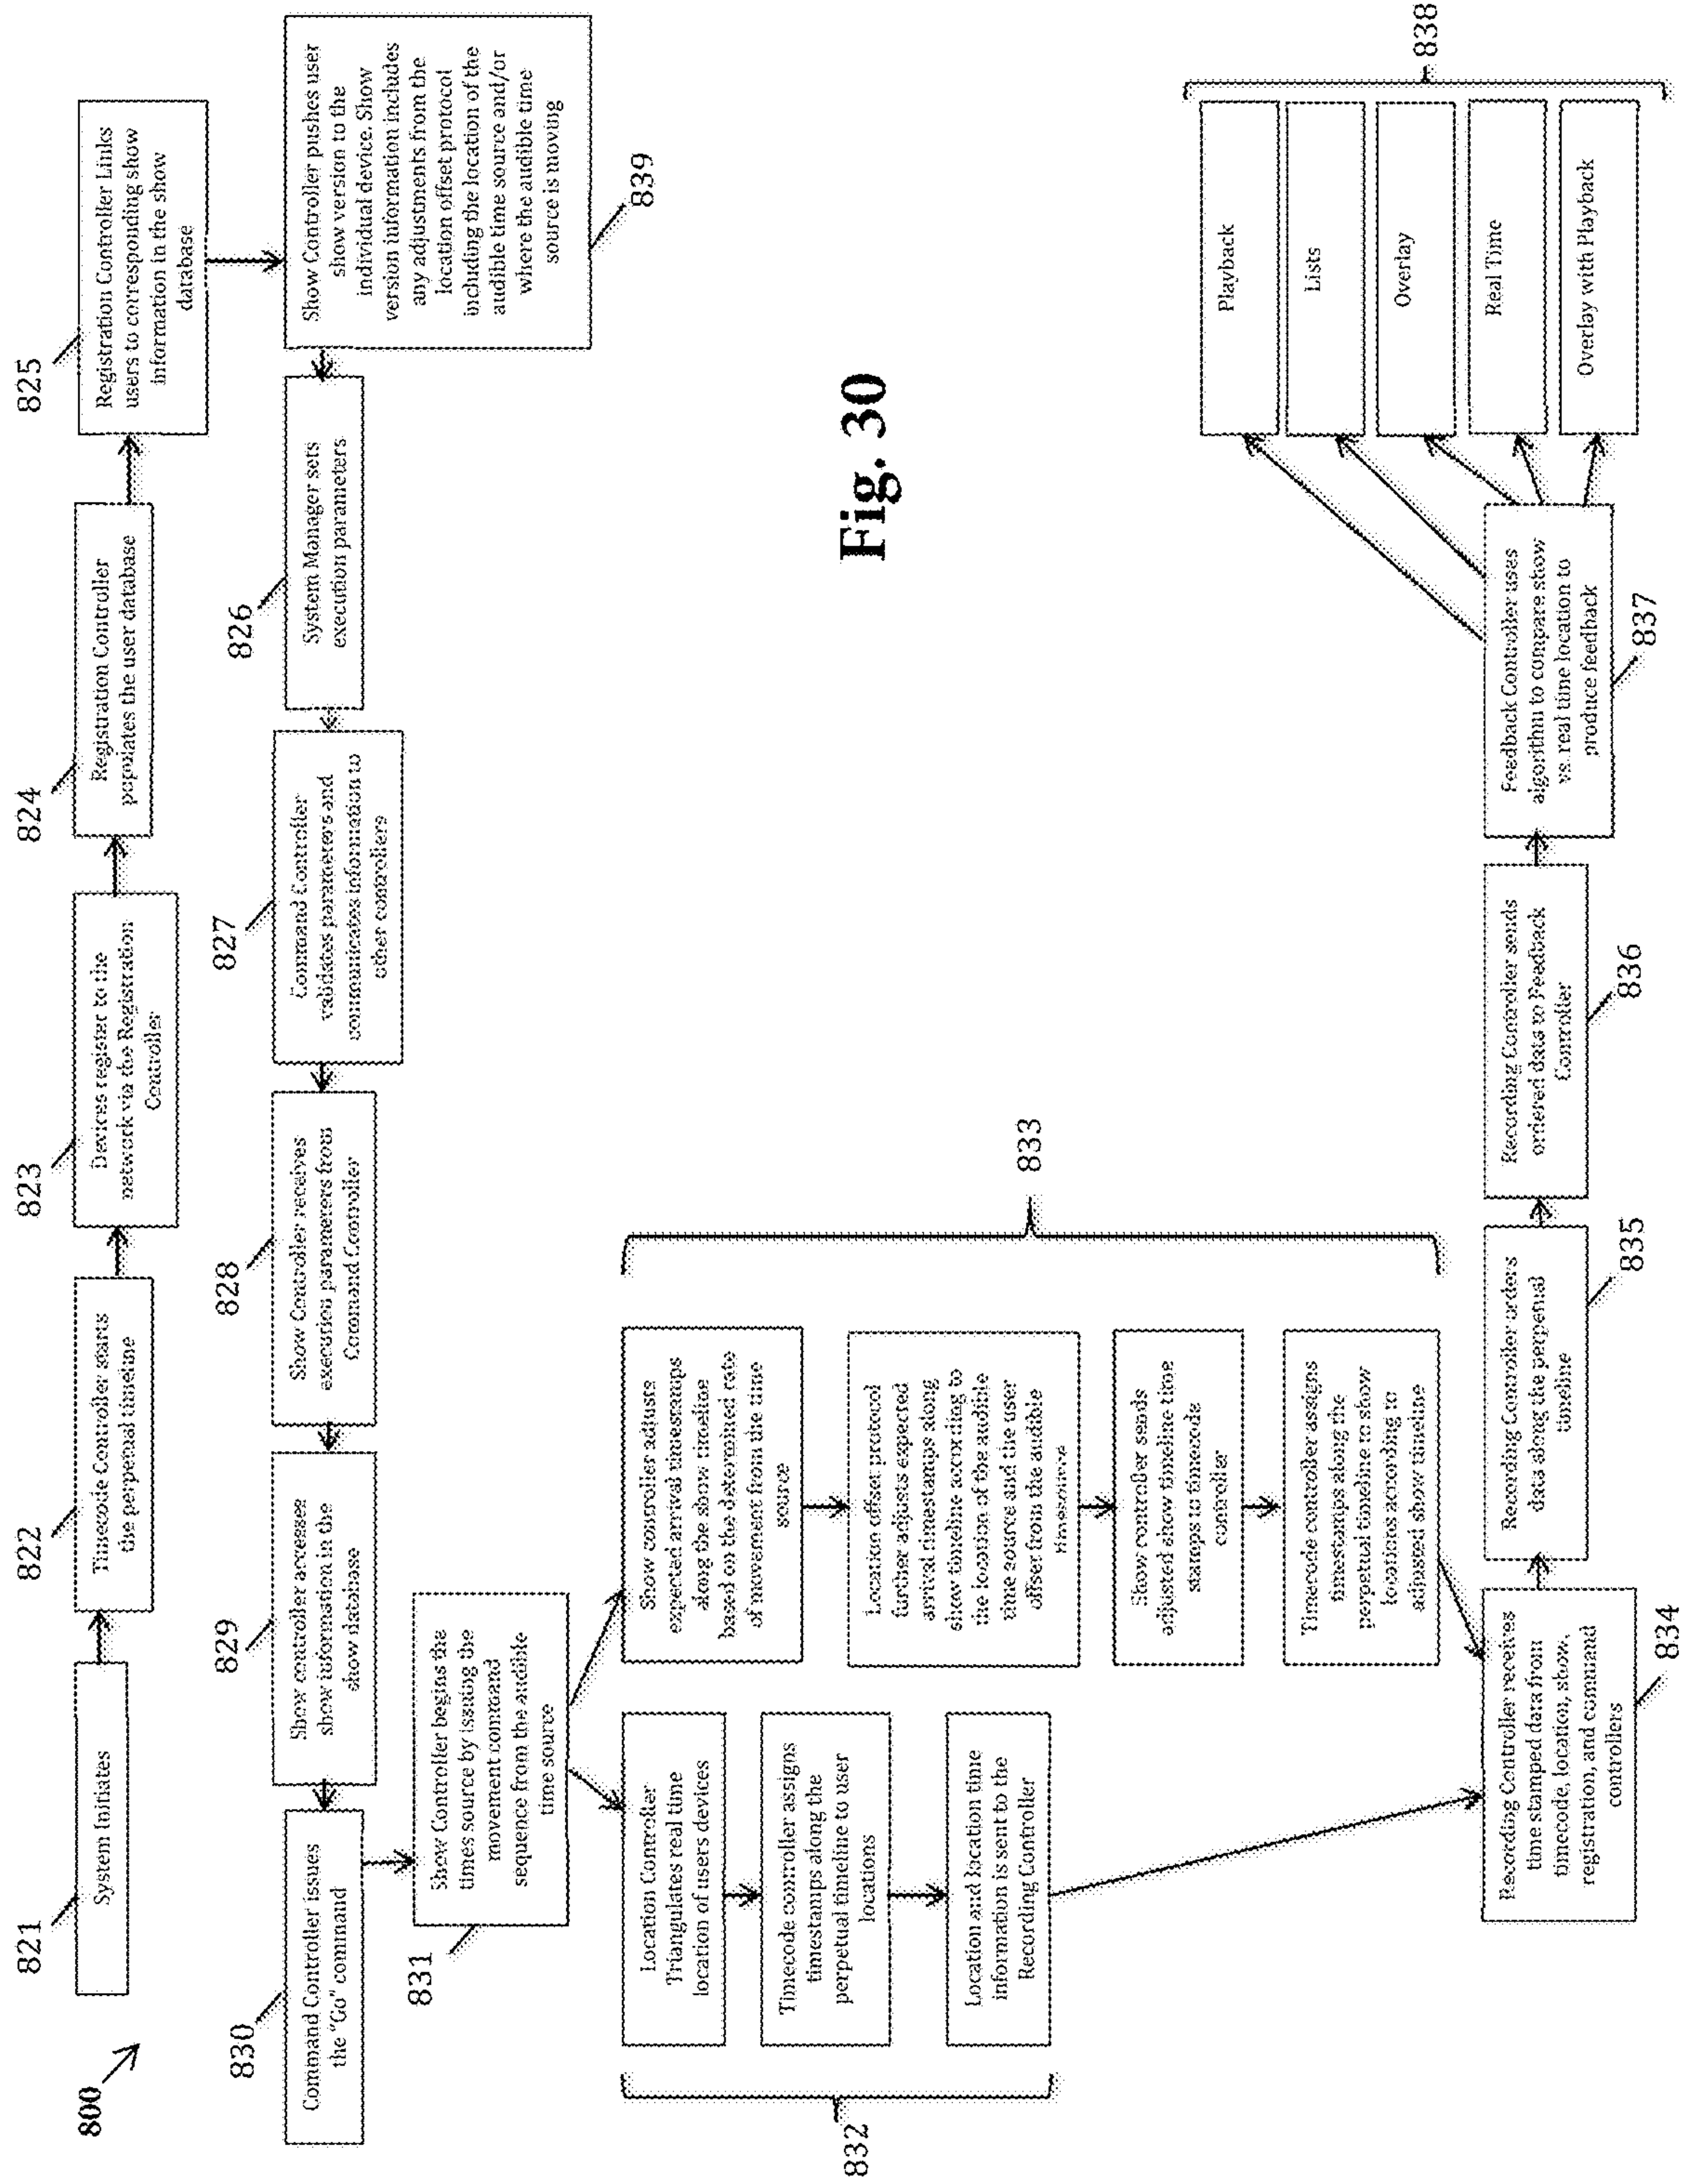 800
821
System Initiates
822
Timecode Controller starts
the perpetual timeline
823
Devices register to the
network via the Registration
Controller
824
Registration Controller
populates the user database
825
Registration Controller Links
users to corresponding show
information in the show
database
Show Controller pushes user
show version to the
individual device. Show
version information includes
any adjustments from the
location offset protocol
including the location of the
audible time source and/or
where the audible time
source is moving
839
826
System Manager sets
execution parameters
827
Command Controller
validates parameters and
communicates information to
other controllers
828
Show Controller receives
execution parameters from
Command Controller
829
Show controller accesses
show information in the
show database
830
Command Controller issues
the "Go" command
831
Show Controller begins the
times source by issuing the
movement command
sequence from the audible
time source
832
Location Controller
Triangulates real time
location of users devices
Timecode controller assigns
timestamps along the
perpetual timeline to user
locations
Location and location time
information is sent to the
Recording Controller
833
Show controller adjusts
expected arrival timestamps
along the show timeline
based on the determined rate
of movement from the time
source
Location offset protocol
further adjusts expected
arrival timestamps along
show timeline according to
the location of the audible
time source and the user
offset from the audible
timesource
Show controller sends
adjusted show timeline time
stamps to timecode
controller
Timecode controller assigns
timestamps along the
perpetual timeline to show
locations according to
adjusted show timeline
Recording Controller receives
time stamped data from
timecode, location, show,
registration, and command
controllers
834
Recording Controller orders
data along the perpetual
timeline
835
Recording Controller sends
ordered data to Feedback
Controller
836
Feedback Controller uses
algorithm to compare show
vs. real time location to
produce feedback
837
Playback
Lists
Overlay
Real Time
Overlay with Playback
838
Fig. 30